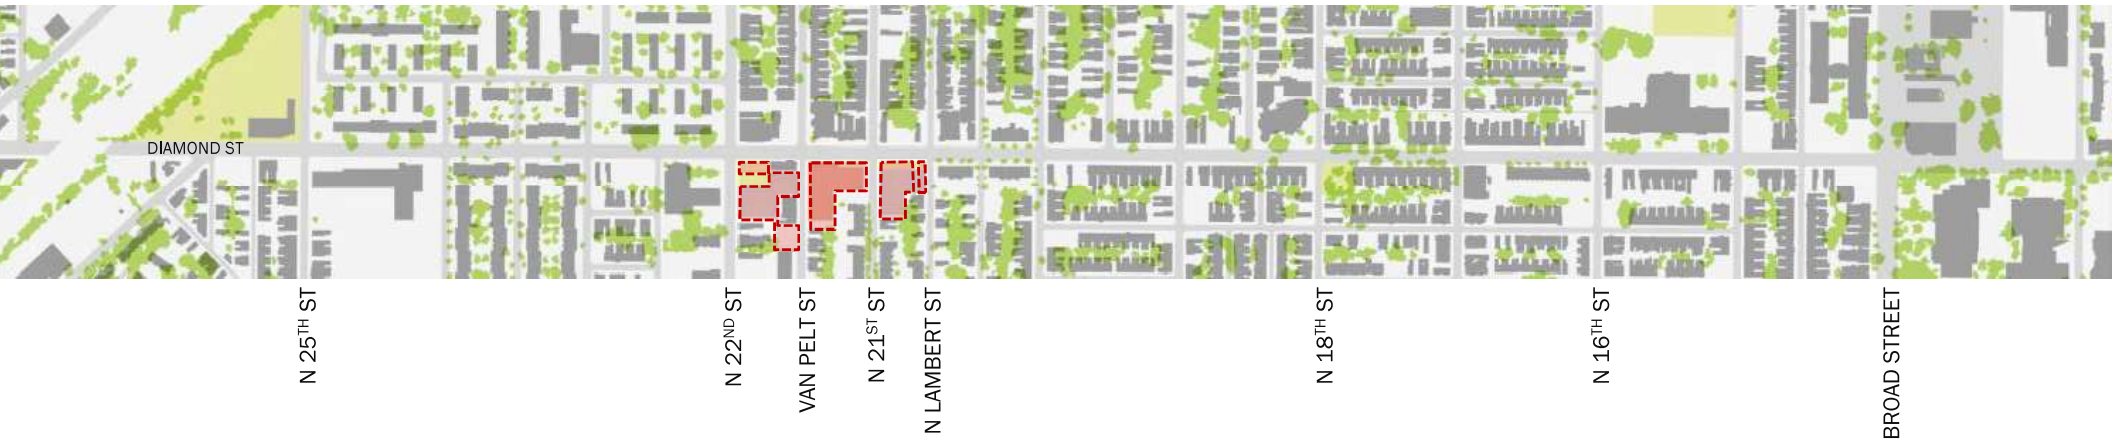 DIAMOND ST
N 25TH ST
N 22ND ST
VAN PELT ST
N 21ST ST
N LAMBERT ST
N 18TH ST
N 16TH ST
BROAD STREET